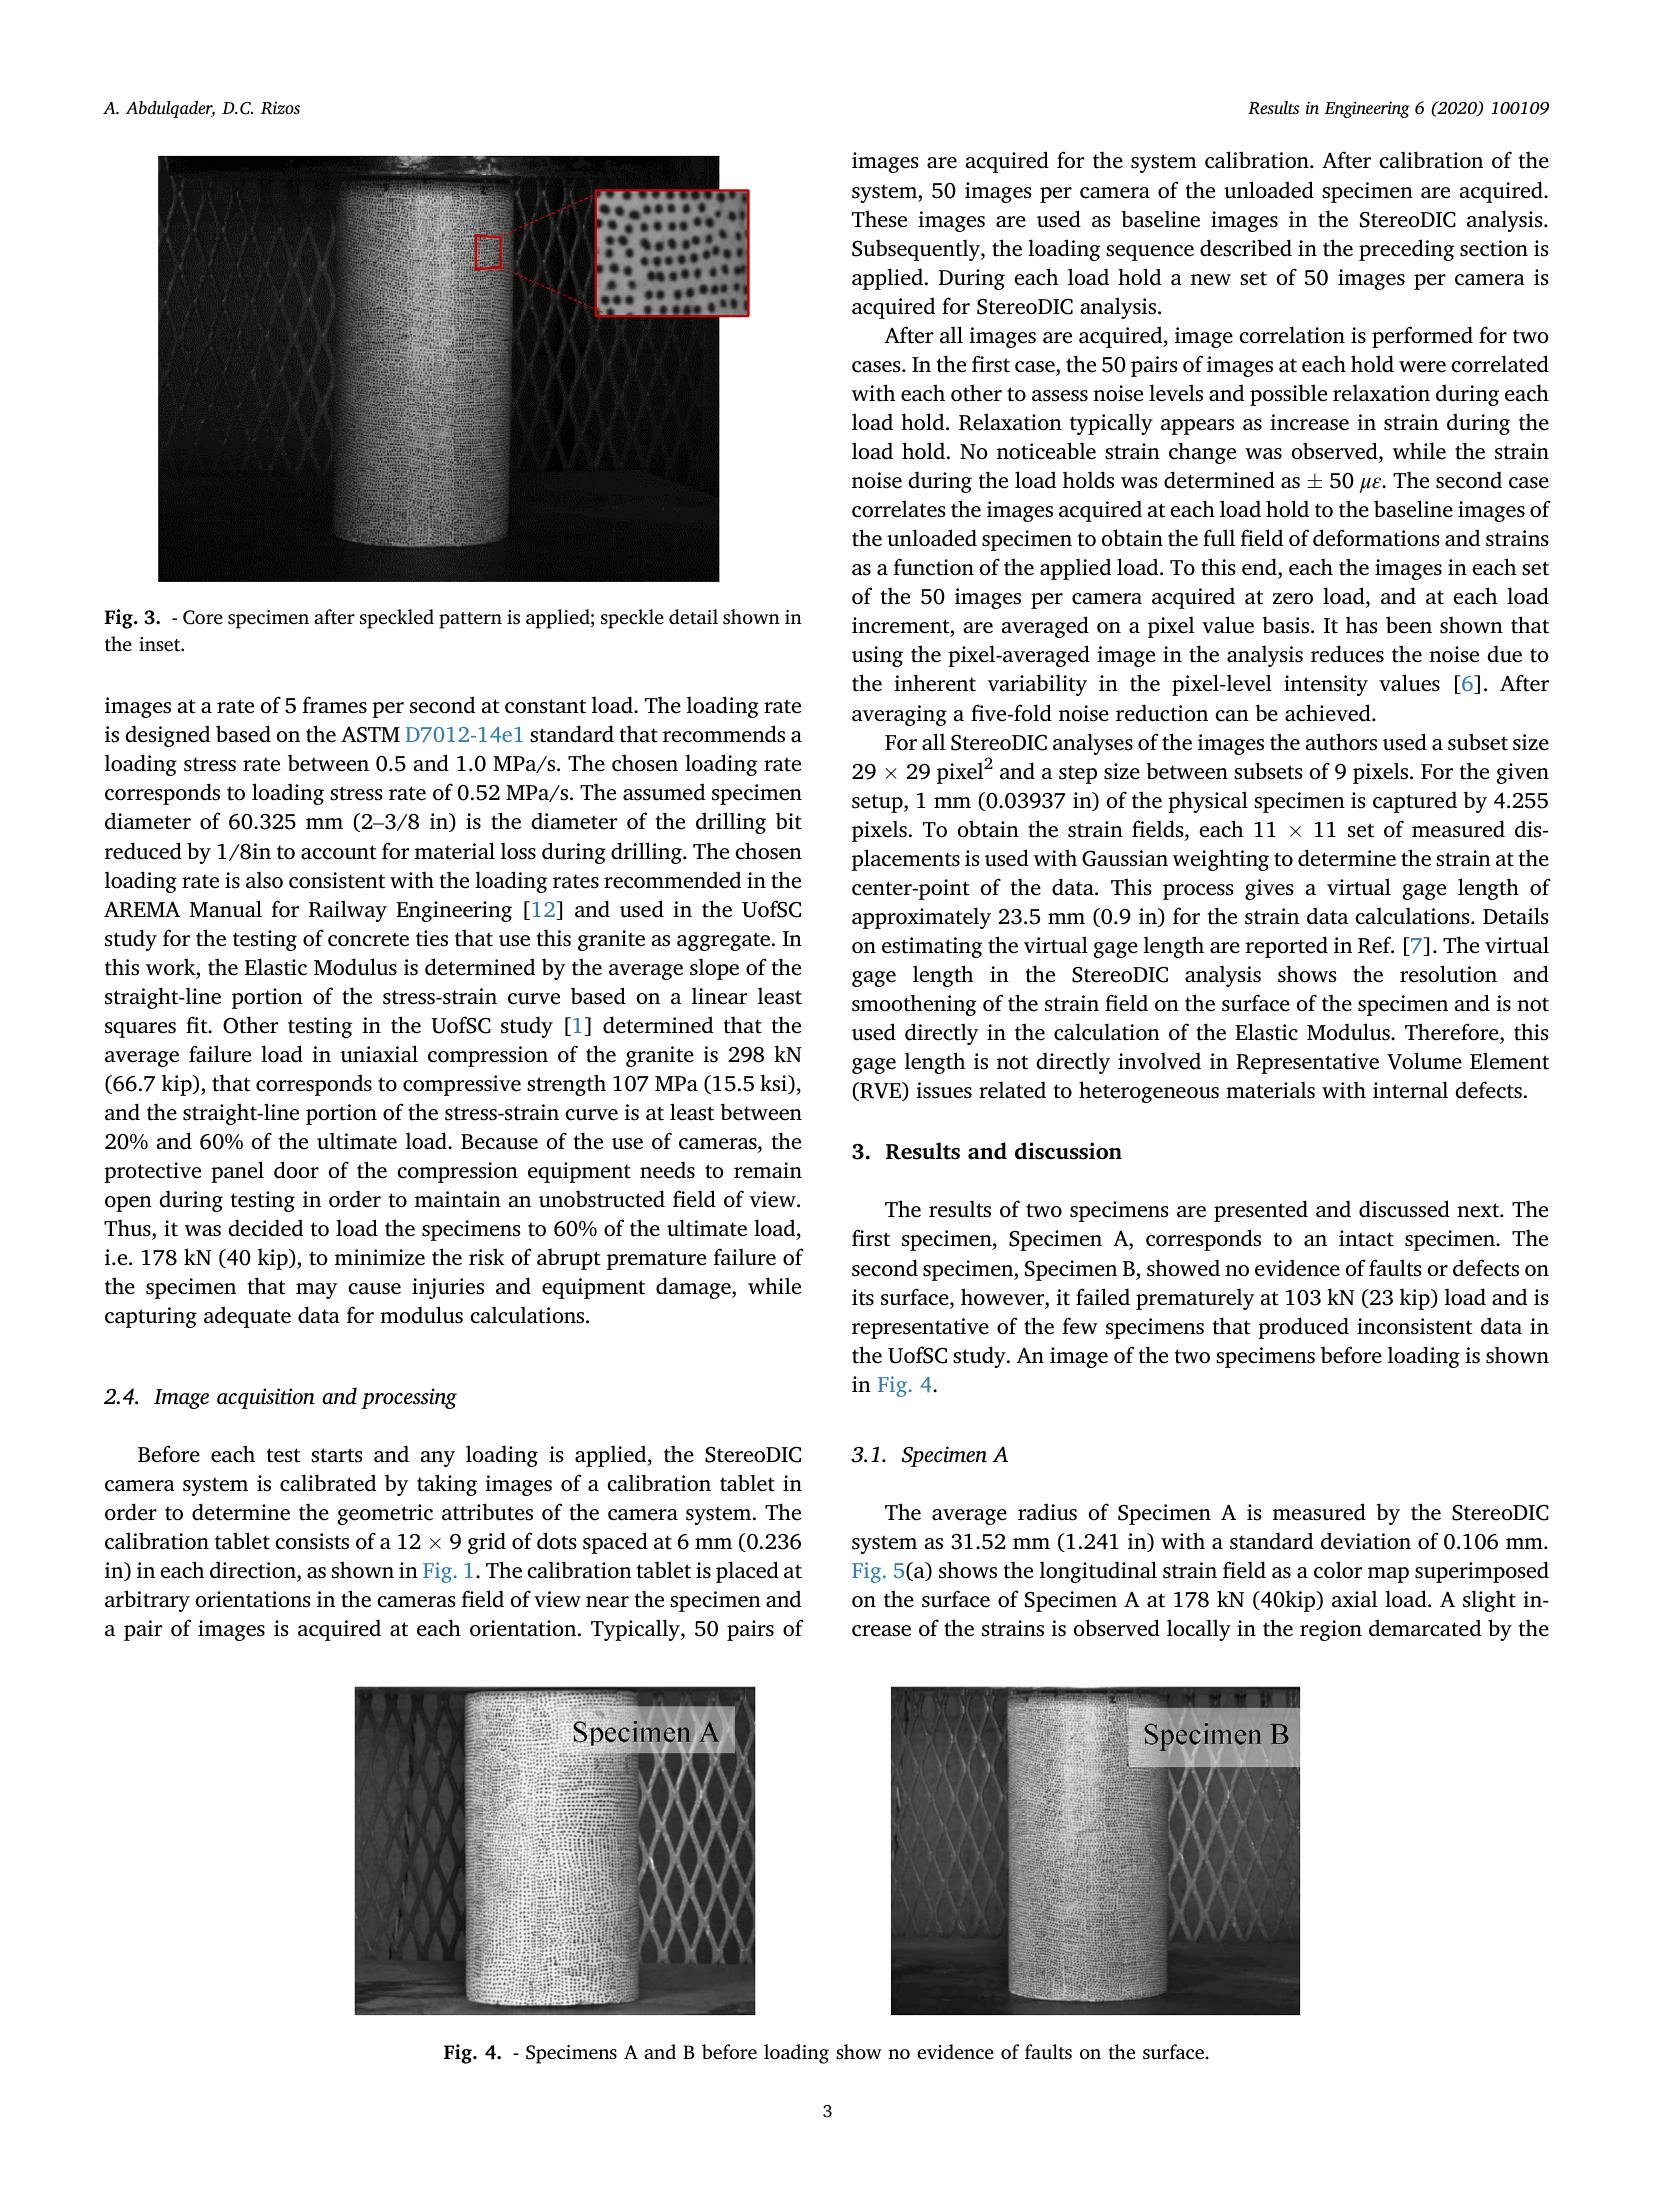 A. Abdulqader, D.C. Rizos
Results in Engineering 6 (2020) 100109
Fig. 3. - Core specimen after speckled pattern is applied; speckle detail shown in
the inset.
images at a rate of 5 frames per second at constant load. The loading rate
is designed based on the ASTM D7012-14e1 standard that recommends a
loading stress rate between 0.5 and 1.0 MPa/s. The chosen loading rate
corresponds to loading stress rate of 0.52 MPa/s. The assumed specimen
diameter of 60.325 mm (2–3/8 in) is the diameter of the drilling bit
reduced by 1/8in to account for material loss during drilling. The chosen
loading rate is also consistent with the loading rates recommended in the
AREMA Manual for Railway Engineering [12] and used in the UofSC
study for the testing of concrete ties that use this granite as aggregate. In
this work, the Elastic Modulus is determined by the average slope of the
straight-line portion of the stress-strain curve based on a linear least
squares fit. Other testing in the UofSC study [1] determined that the
average failure load in uniaxial compression of the granite is 298 kN
(66.7 kip), that corresponds to compressive strength 107 MPa (15.5 ksi),
and the straight-line portion of the stress-strain curve is at least between
20% and 60% of the ultimate load. Because of the use of cameras, the
protective panel door of the compression equipment needs to remain
open during testing in order to maintain an unobstructed field of view.
Thus, it was decided to load the specimens to 60% of the ultimate load,
i.e. 178 kN (40 kip), to minimize the risk of abrupt premature failure of
the specimen that may cause injuries and equipment damage, while
capturing adequate data for modulus calculations.
2.4. Image acquisition and processing
Before each test starts and any loading is applied, the StereoDIC
camera system is calibrated by taking images of a calibration tablet in
order to determine the geometric attributes of the camera system. The
calibration tablet consists of a 12 × 9 grid of dots spaced at 6 mm (0.236
in) in each direction, as shown in Fig. 1. The calibration tablet is placed at
arbitrary orientations in the cameras field of view near the specimen and
a pair of images is acquired at each orientation. Typically, 50 pairs of
images are acquired for the system calibration. After calibration of the
system, 50 images per camera of the unloaded specimen are acquired.
These images are used as baseline images in the StereoDIC analysis.
Subsequently, the loading sequence described in the preceding section is
applied. During each load hold a new set of 50 images per camera is
acquired for StereoDIC analysis.
After all images are acquired, image correlation is performed for two
cases. In the first case, the 50 pairs of images at each hold were correlated
with each other to assess noise levels and possible relaxation during each
load hold. Relaxation typically appears as increase in strain during the
load hold. No noticeable strain change was observed, while the strain
noise during the load holds was determined as ± 50 με. The second case
correlates the images acquired at each load hold to the baseline images of
the unloaded specimen to obtain the full field of deformations and strains
as a function of the applied load. To this end, each the images in each set
of the 50 images per camera acquired at zero load, and at each load
increment, are averaged on a pixel value basis. It has been shown that
using the pixel-averaged image in the analysis reduces the noise due to
the inherent variability in the pixel-level intensity values [6]. After
averaging a five-fold noise reduction can be achieved.
For all StereoDIC analyses of the images the authors used a subset size
29 × 29 pixel² and a step size between subsets of 9 pixels. For the given
setup, 1 mm (0.03937 in) of the physical specimen is captured by 4.255
pixels. To obtain the strain fields, each 11 × 11 set of measured dis-
placements is used with Gaussian weighting to determine the strain at the
center-point of the data. This process gives a virtual gage length of
approximately 23.5 mm (0.9 in) for the strain data calculations. Details
on estimating the virtual gage length are reported in Ref. [7]. The virtual
gage length in the StereoDIC analysis shows the resolution and
smoothening of the strain field on the surface of the specimen and is not
used directly in the calculation of the Elastic Modulus. Therefore, this
gage length is not directly involved in Representative Volume Element
(RVE) issues related to heterogeneous materials with internal defects.
3. Results and discussion
The results of two specimens are presented and discussed next. The
first specimen, Specimen A, corresponds to an intact specimen. The
second specimen, Specimen B, showed no evidence of faults or defects on
its surface, however, it failed prematurely at 103 kN (23 kip) load and is
representative of the few specimens that produced inconsistent data in
the UofSC study. An image of the two specimens before loading is shown
in Fig. 4.
3.1. Specimen A
The average radius of Specimen A is measured by the StereoDIC
system as 31.52 mm (1.241 in) with a standard deviation of 0.106 mm.
Fig. 5(a) shows the longitudinal strain field as a color map superimposed
on the surface of Specimen A at 178 kN (40kip) axial load. A slight in-
crease of the strains is observed locally in the region demarcated by the
Specimen A
Specimen B
Fig. 4. - Specimens A and B before loading show no evidence of faults on the surface.
3